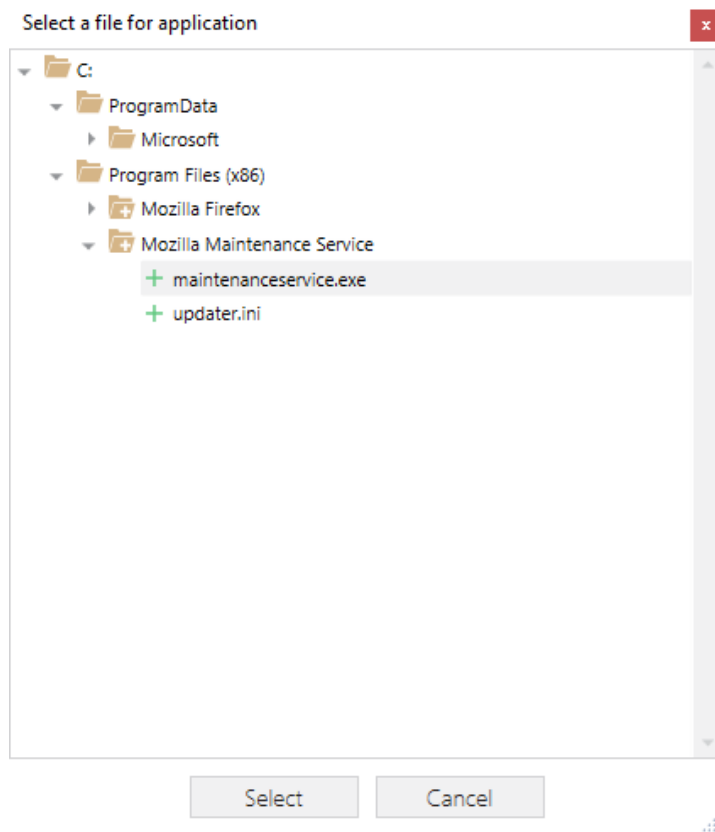 Select a file for application
x
C:
ProgramData
Microsoft
Program Files (x86)
Mozilla Firefox
Mozilla Maintenance Service
maintenanceservice.exe
updater.ini
Select
Cancel